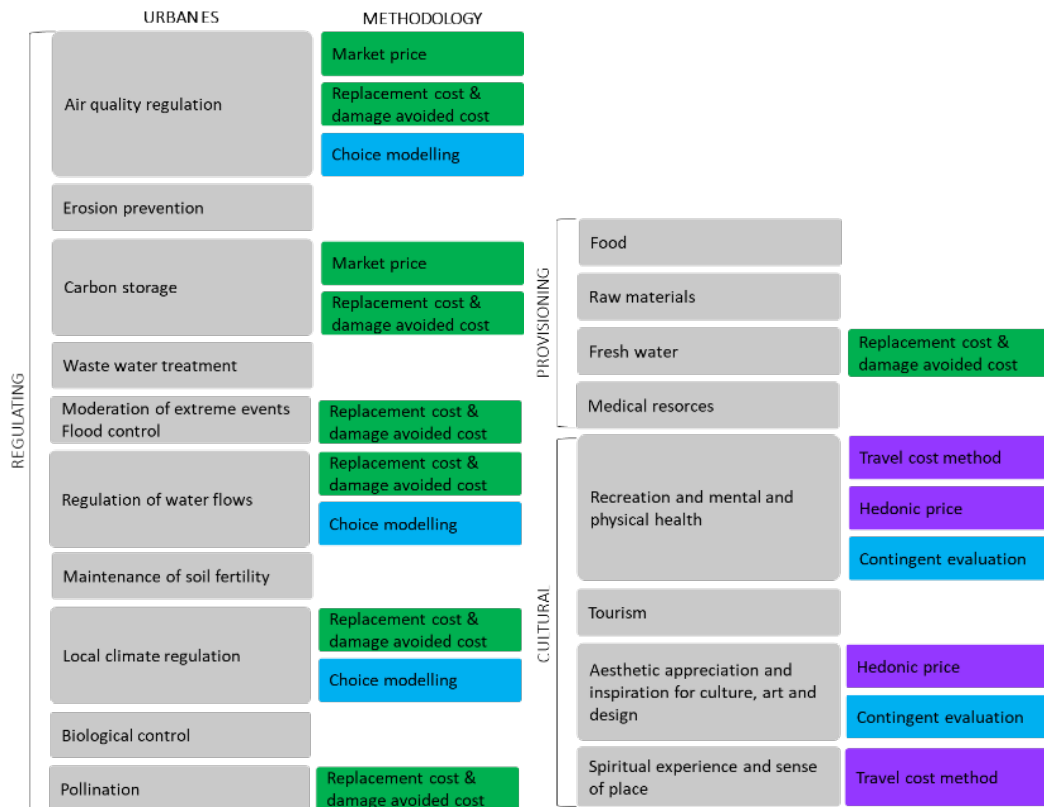 URBAN ES
METHODOLOGY
REGULATING
Air quality regulation
Market price
Replacement cost &
damage avoided cost
Choice modelling
Erosion prevention
Carbon storage
Market price
Replacement cost &
damage avoided cost
Waste water treatment
Moderation of extreme events
Flood control
Replacement cost &
damage avoided cost
Regulation of water flows
Replacement cost &
damage avoided cost
Choice modelling
Maintenance of soil fertility
Local climate regulation
Replacement cost &
damage avoided cost
Choice modelling
Biological control
Pollination
Replacement cost &
damage avoided cost
PROVISIONING
Food
Raw materials
Fresh water
Replacement cost &
damage avoided cost
Medical resorces
CULTURAL
Recreation and mental and
physical health
Travel cost method
Hedonic price
Contingent evaluation
Tourism
Aesthetic appreciation and
inspiration for culture, art and
design
Hedonic price
Contingent evaluation
Spiritual experience and sense
of place
Travel cost method